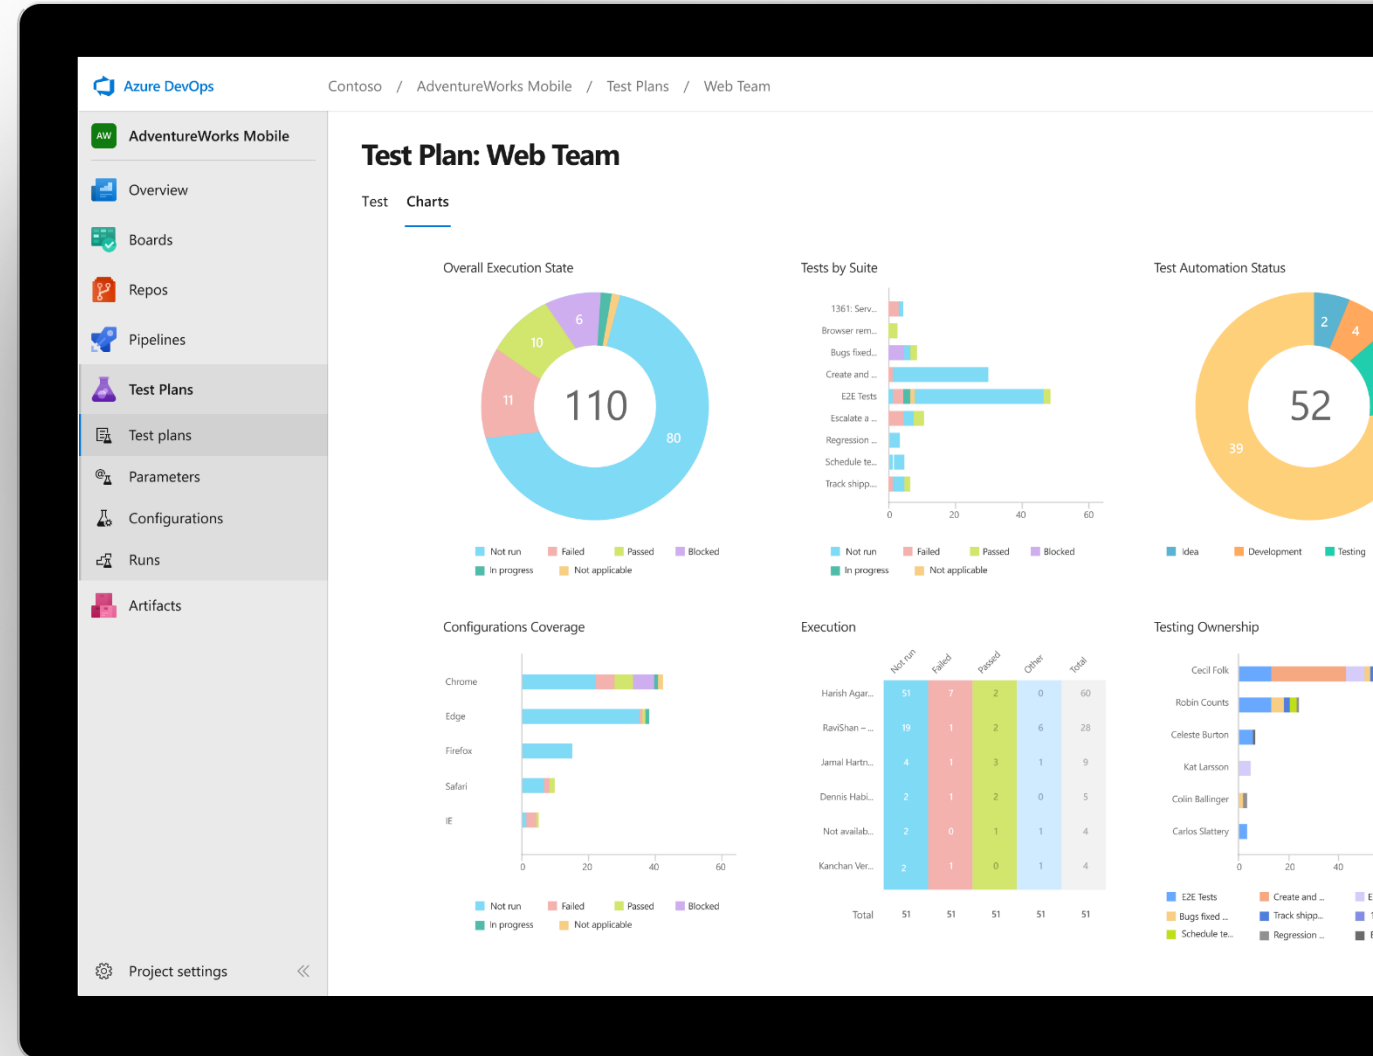 Azure DevOps
Contoso / AdventureWorks Mobile / Test Plans / Web Team
AW AdventureWorks Mobile
Overview
Boards
Repos
Pipelines
Test Plans
Test plans
Parameters
Configurations
Runs
Artifacts
Project settings
Test Plan: Web Team
Test Charts
Overall Execution State
6
10
11
110
80
Not run Failed Passed Blocked
In progress Not applicable
Tests by Suite
1361: Serv...
Browser rem...
Bugs fixed...
Create and ...
E2E Tests
Escalate a ...
Regression ...
Schedule te...
Track shipp...
0 20 40 60
Not run Failed Passed Blocked
In progress Not applicable
Test Automation Status
2
4
52
39
Idea Development Testing
Configurations Coverage
Chrome
Edge
Firefox
Safari
IE
0 20 40 60
Not run Failed Passed Blocked
In progress Not applicable
Execution
Not run Failed Passed Other Total
Harish Agar... 51 7 2 0 60
RaviShan – ... 19 1 2 6 28
Jamal Hartn... 4 1 3 1 9
Dennis Habi... 2 1 2 0 5
Not availab... 2 0 1 1 4
Kanchan Ver... 2 1 0 1 4
Total 51 51 51 51 51
Testing Ownership
Cecil Folk
Robin Counts
Celeste Burton
Kat Larsson
Colin Ballinger
Carlos Slattery
0 20 40
E2E Tests Create and ... E
Bugs fixed ... Track shipp...
Schedule te... Regression ...